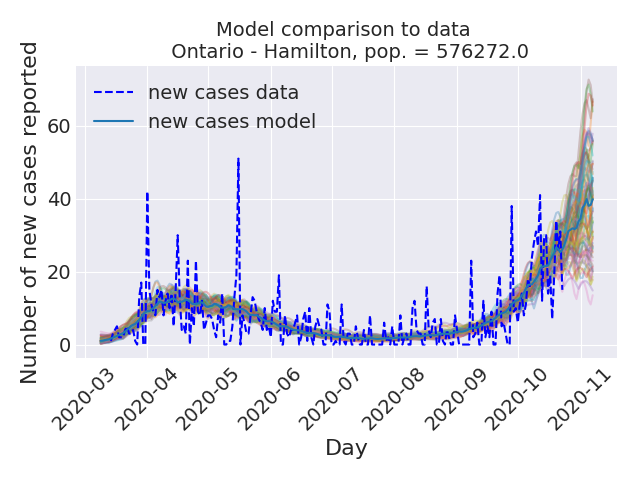 Model comparison to data
Ontario - Hamilton, pop. = 576272.0
new cases data
new cases model
Number of new cases reported
60
40
20
0
2020-03
2020-04
2020-05
2020-06
2020-07
2020-08
2020-09
2020-10
2020-11
Day